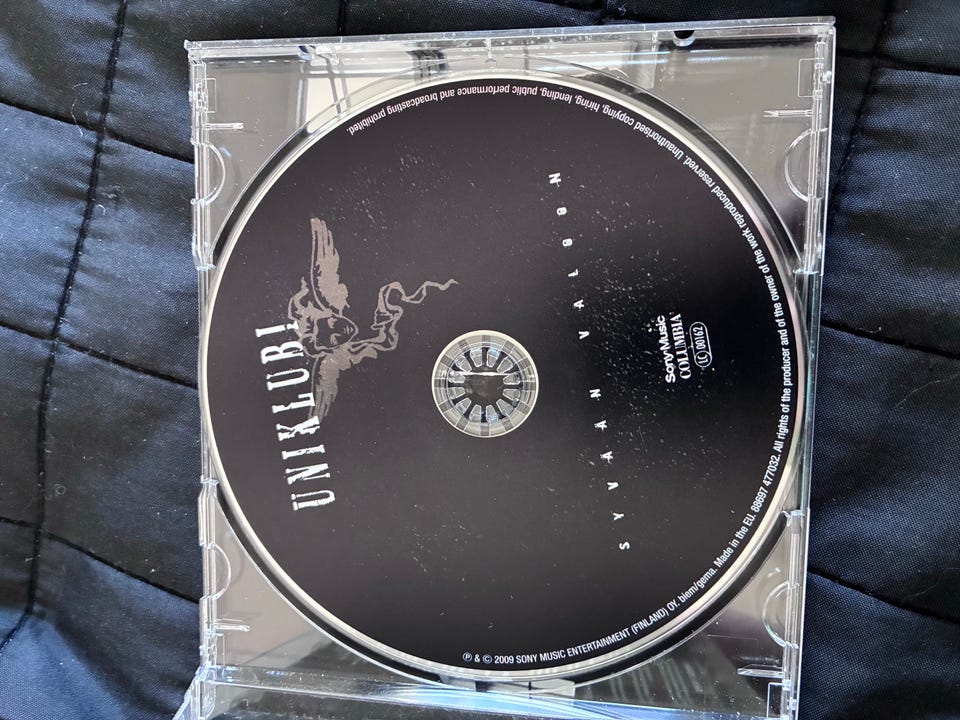 UNIKLUBI
SYVÄÄN VALOON
Sony Music
COLUMBIA
LC 00162
Ⓟ & © 2009 SONY MUSIC ENTERTAINMENT (FINLAND) OY. biem/gema. Made in the EU. 88697 477032. All rights of the producer and of the owner of the work reproduced reserved. Unauthorised copying, hiring, lending, public performance and broadcasting prohibited.